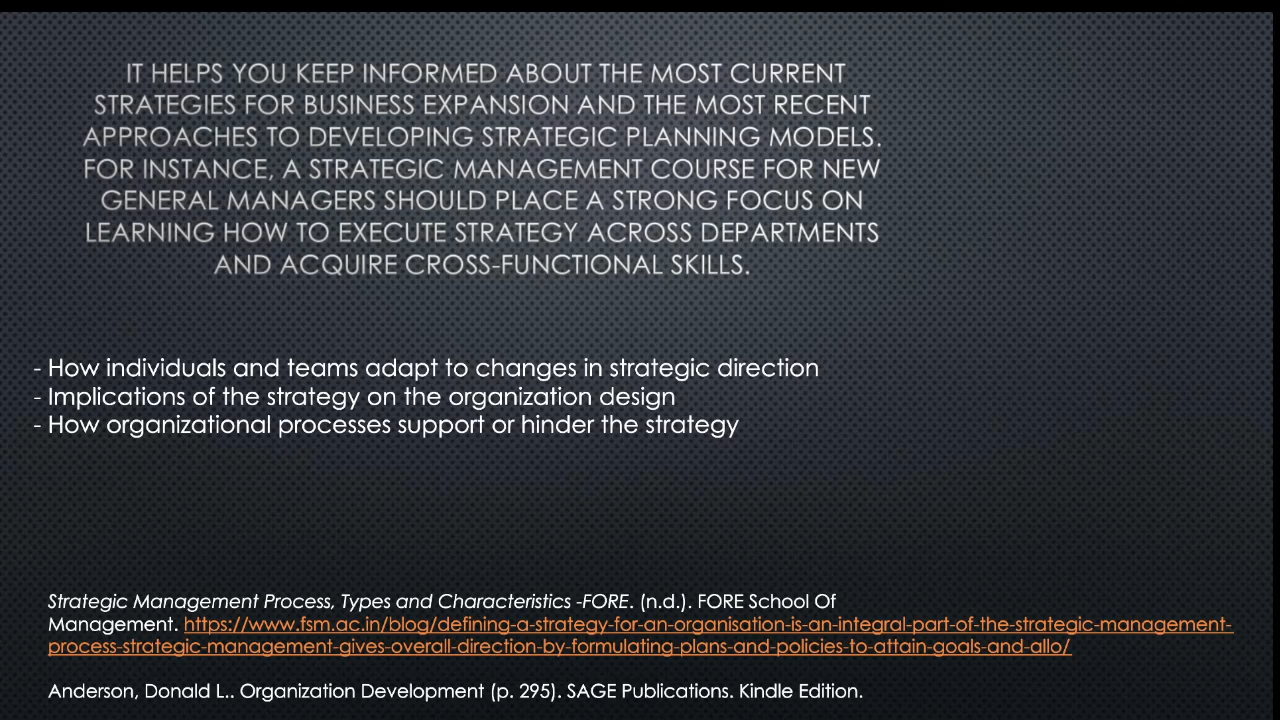 IT HELPS YOU KEEP INFORMED ABOUT THE MOST CURRENT
STRATEGIES FOR BUSINESS EXPANSION AND THE MOST RECENT
APPROACHES TO DEVELOPING STRATEGIC PLANNING MODELS.
FOR INSTANCE, A STRATEGIC MANAGEMENT COURSE FOR NEW
GENERAL MANAGERS SHOULD PLACE A STRONG FOCUS ON
LEARNING HOW TO EXECUTE STRATEGY ACROSS DEPARTMENTS
AND ACQUIRE CROSS-FUNCTIONAL SKILLS.
- How individuals and teams adapt to changes in strategic direction
- Implications of the strategy on the organization design
- How organizational processes support or hinder the strategy
Strategic Management Process, Types and Characteristics -FORE. (n.d.). FORE School Of
Management. https://www.fsm.ac.in/blog/defining-a-strategy-for-an-organisation-is-an-integral-part-of-the-strategic-management-
process-strategic-management-gives-overall-direction-by-formulating-plans-and-policies-to-attain-goals-and-allo/
Anderson, Donald L.. Organization Development (p. 295). SAGE Publications. Kindle Edition.